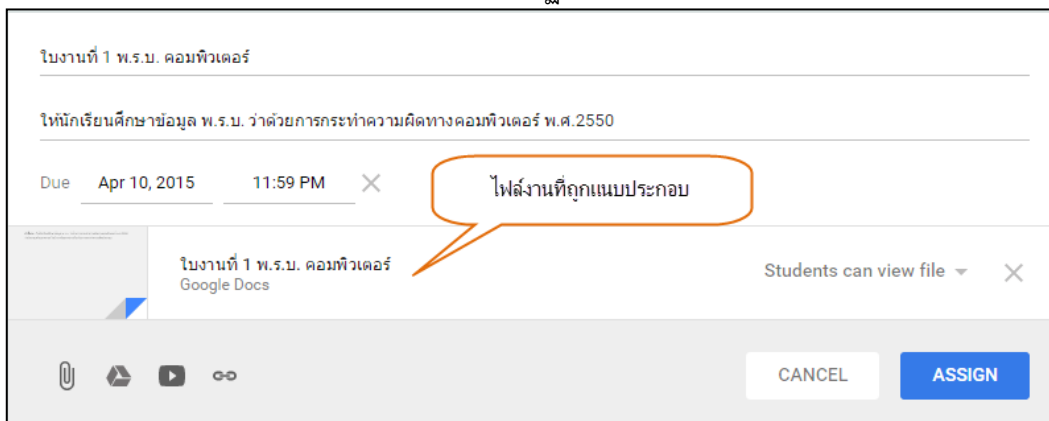 ใบงานที่ 1 พ.ร.บ. คอมพิวเตอร์
ให้นักเรียนศึกษาข้อมูล พ.ร.บ. ว่าด้วยการกระทำความผิดทางคอมพิวเตอร์ พ.ศ.2550
Due Apr 10, 2015 11:59 PM
ไฟล์งานที่ถูกแนบประกอบ
ใบงานที่ 1 พ.ร.บ. คอมพิวเตอร์
Google Docs
Students can view file
CANCEL ASSIGN